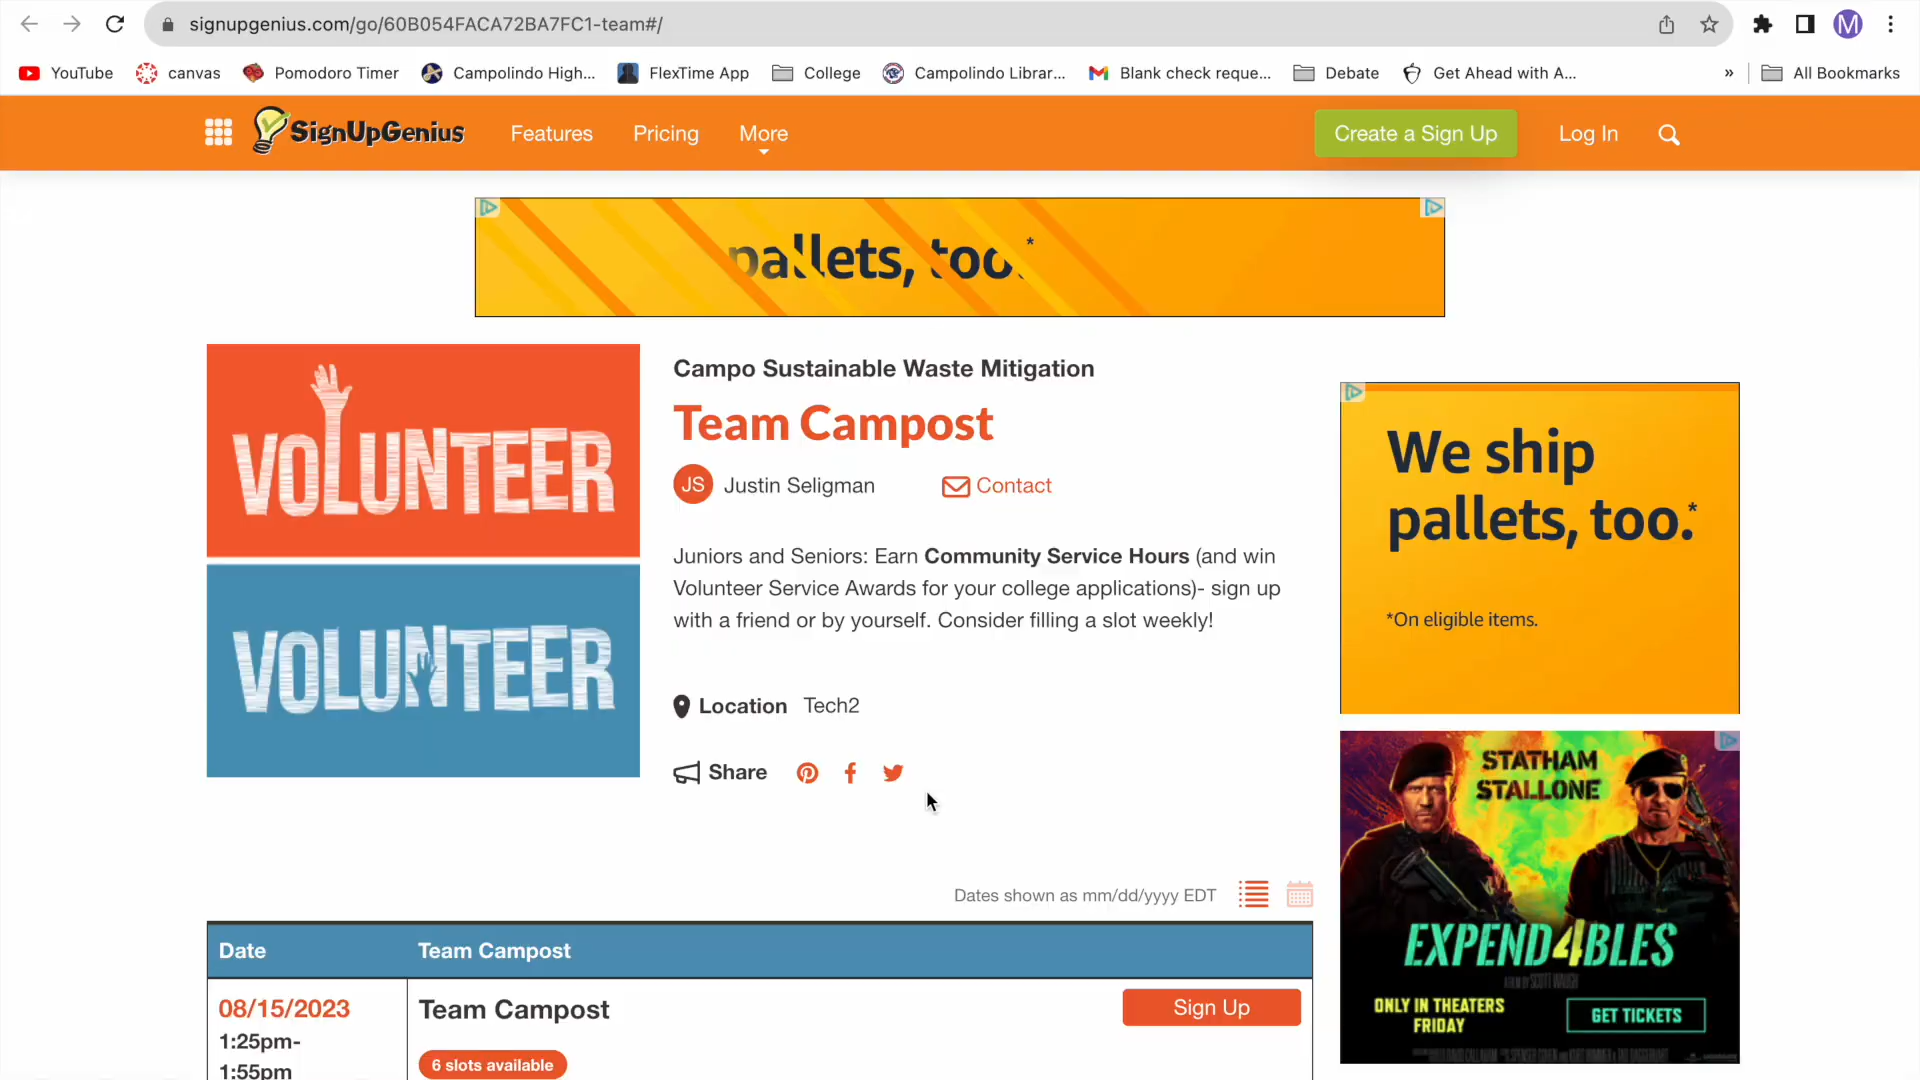 signupgenius.com/go/60B054FACA72BA7FC1-team#/
M
YouTube
canvas
Pomodoro Timer
Campolindo High...
FlexTime App
College
Campolindo Librar...
Blank check reque...
Debate
Get Ahead with A...
»
All Bookmarks
SignUpGenius
Features
Pricing
More
Create a Sign Up
Log In
pallets, too.*
VOLUNTEER
VOLUNTEER
Campo Sustainable Waste Mitigation
Team Campost
JS
Justin Seligman
Contact
Juniors and Seniors: Earn Community Service Hours (and win
Volunteer Service Awards for your college applications)- sign up
with a friend or by yourself. Consider filling a slot weekly!
Location Tech2
Share
We ship
pallets, too.*
*On eligible items.
STATHAM
STALLONE
EXPEND4BLES
A FILM BY SCOTT WAUGH
ONLY IN THEATERS
FRIDAY
GET TICKETS
Dates shown as mm/dd/yyyy EDT
Date
Team Campost
08/15/2023
1:25pm-
1:55pm
Team Campost
Sign Up
6 slots available